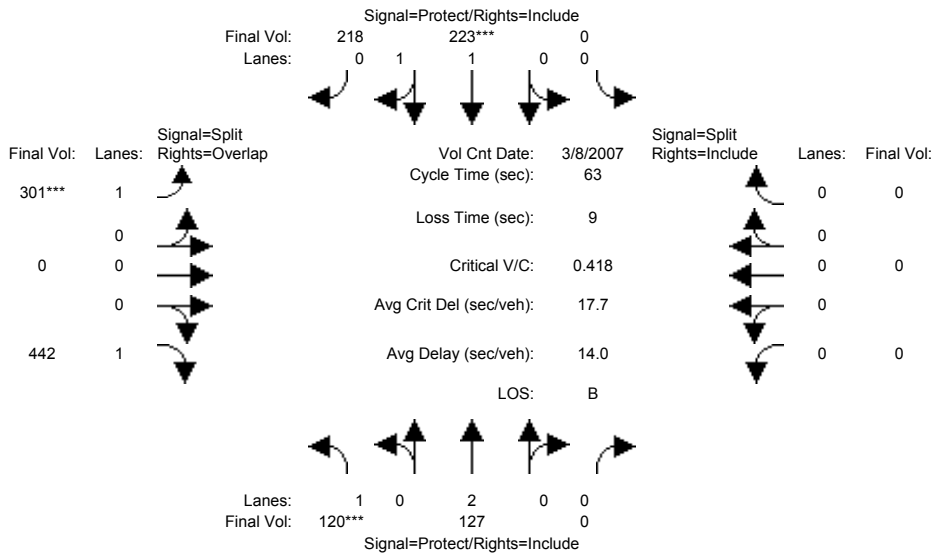 Signal=Protect/Rights=Include
Final Vol: 218 223*** 0
Lanes: 0 1 1 0 0
Signal=Split Signal=Split
Final Vol: Lanes: Rights=Overlap Vol Cnt Date: 3/8/2007 Rights=Include Lanes: Final Vol:
Cycle Time (sec): 63
301*** 1 0 0
Loss Time (sec): 9
0 0
0 0 Critical V/C: 0.418 0 0
0 Avg Crit Del (sec/veh): 17.7 0
442 1 Avg Delay (sec/veh): 14.0 0 0
LOS: B
Lanes: 1 0 2 0 0
Final Vol: 120*** 127 0
Signal=Protect/Rights=Include